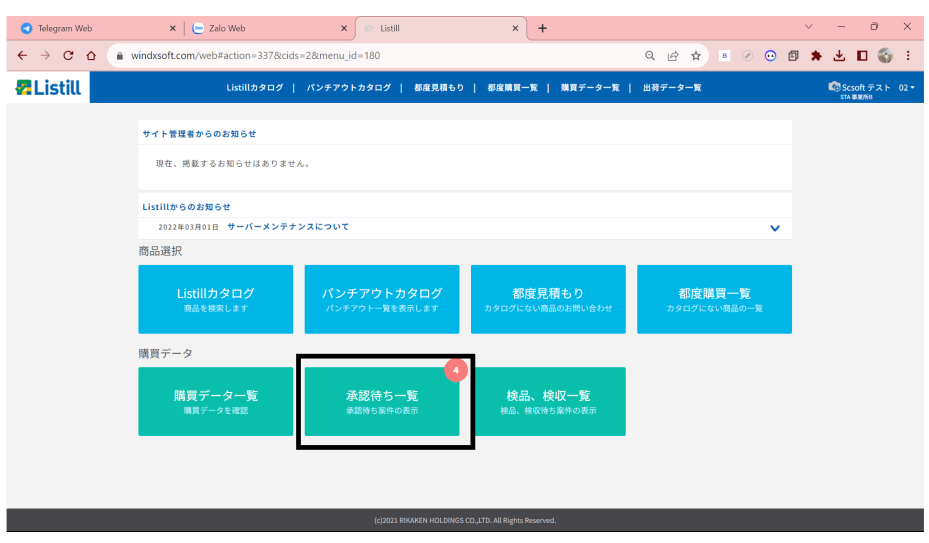 Telegram Web
Zalo Web
Listill
windxsoft.com/web#action=337&cids=2&menu_id=180
Listill
Listillカタログ | パンチアウトカタログ | 都度見積もり | 都度購買一覧 | 購買データ一覧 | 出荷データ一覧
Scsoft テスト 02
STA 事業所B
サイト管理者からのお知らせ
現在、掲載するお知らせはありません。
Listillからのお知らせ
2022年03月01日 サーバーメンテナンスについて
商品選択
Listillカタログ
商品を検索します
パンチアウトカタログ
パンチアウト一覧を表示します
都度見積もり
カタログにない商品のお問い合わせ
都度購買一覧
カタログにない商品の一覧
購買データ
購買データ一覧
購買データを確認
4
承認待ち一覧
承認待ち案件の表示
検品、検収一覧
検品、検収待ち案件の表示
(c)2021 RIKAKEN HOLDINGS CO.,LTD. All Rights Reserved.